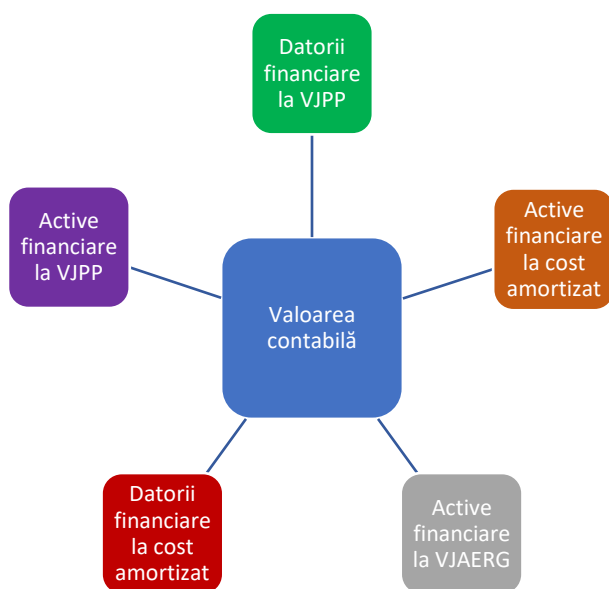 Datorii
financiare
la VJPP
Active
financiare
la VJPP
Active
financiare
la cost
amortizat
Valoarea
contabilă
Datorii
financiare
la cost
amortizat
Active
financiare
la VJAERG